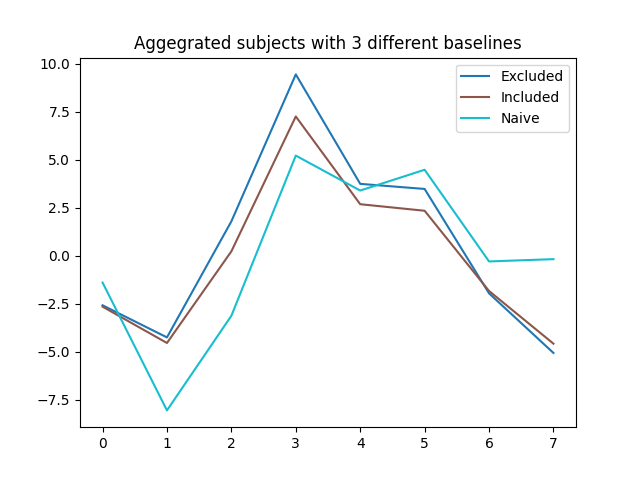 Aggegrated subjects with 3 different baselines
10.0
7.5
5.0
2.5
0.0
−2.5
−5.0
−7.5
Excluded
Included
Naive
0 1 2 3 4 5 6 7